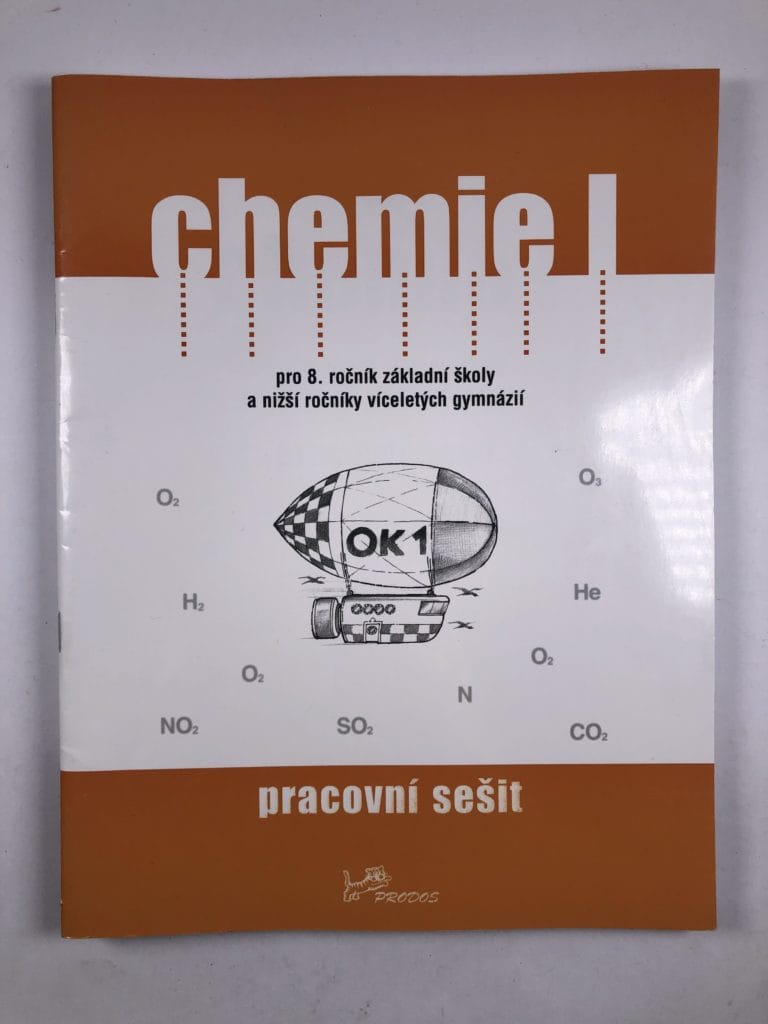 chemie I
pro 8. ročník základní školy
a nižší ročníky víceletých gymnázií
O₂
O₃
OK1
H₂
He
O₂
O₂
N
NO₂
SO₂
CO₂
pracovní sešit
PRODOS